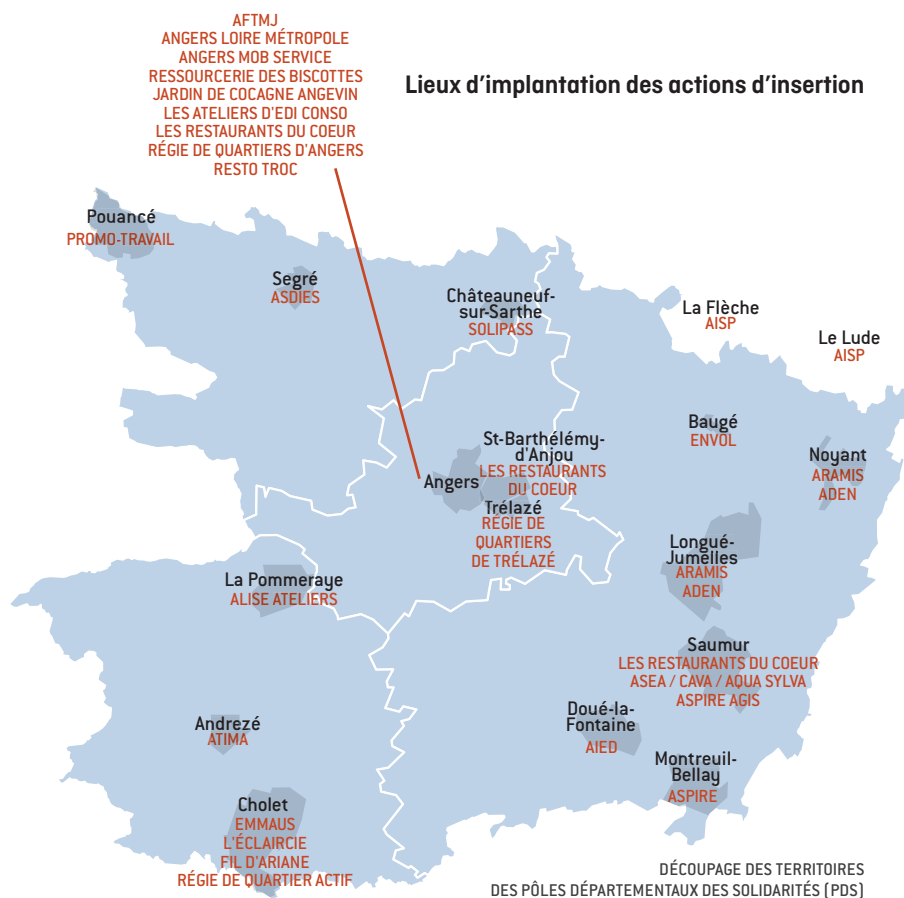 AFTMJ
ANGERS LOIRE MÉTROPOLE
ANGERS MOB SERVICE
RESSOURCERIE DES BISCOTTES
JARDIN DE COCAGNE ANGEVIN
LES ATELIERS D'EDI CONSO
LES RESTAURANTS DU COEUR
RÉGIE DE QUARTIERS D'ANGERS
RESTO TROC
Lieux d'implantation des actions d'insertion
Pouancé
PROMO-TRAVAIL
Segré
ASDIES
Châteauneuf-
sur-Sarthe
SOLIPASS
La Flèche
AISP
Le Lude
AISP
Baugé
ENVOL
Noyant
ARAMIS
ADEN
St-Barthélémy-
d'Anjou
LES RESTAURANTS
DU COEUR
Angers
Trélazé
RÉGIE DE
QUARTIERS
DE TRÉLAZÉ
Longué-
Jumelles
ARAMIS
ADEN
La Pommeraye
ALISE ATELIERS
Saumur
LES RESTAURANTS DU COEUR
ASEA / CAVA / AQUA SYLVA
ASPIRE AGIS
Andrezé
ATIMA
Doué-la-
Fontaine
AIED
Montreuil-
Bellay
ASPIRE
Cholet
EMMAUS
L'ÉCLAIRCIE
FIL D'ARIANE
RÉGIE DE QUARTIER ACTIF
DÉCOUPAGE DES TERRITOIRES
DES PÔLES DÉPARTEMENTAUX DES SOLIDARITÉS (PDS)